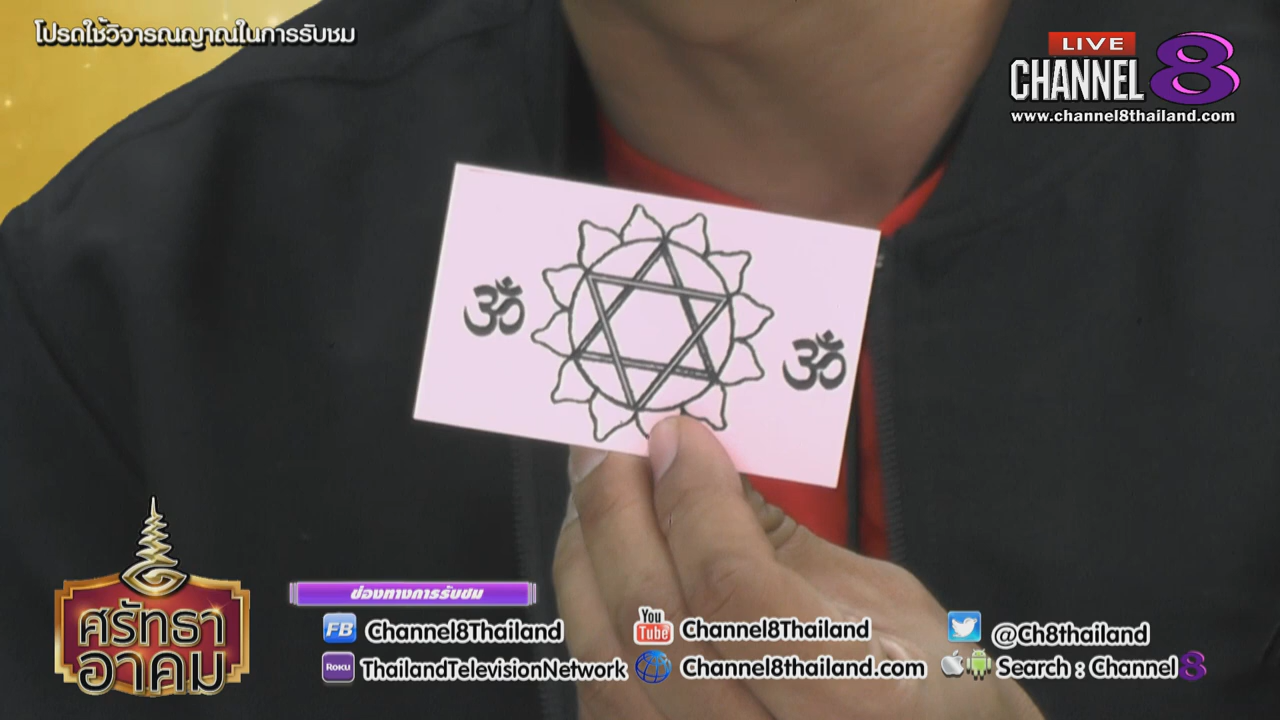 โปรดใช้วิจารณญาณในการรับชม
LIVE
CHANNEL 8
www.channel8thailand.com
ॐ
ॐ
ศรัทธา
อาคม
ช่องทางการรับชม
FB Channel8Thailand
You Tube Channel8Thailand
@Ch8thailand
ROKU ThailandTelevisionNetwork
Channel8thailand.com
Search : Channel 8